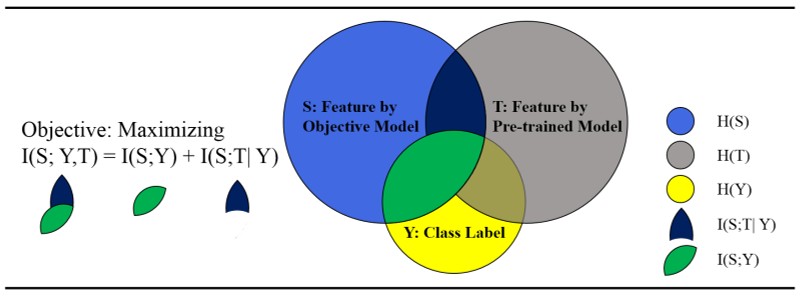 Objective: Maximizing
I(S; Y,T) = I(S;Y) + I(S;T| Y)
S: Feature by
Objective Model
T: Feature by
Pre-trained Model
Y: Class Label
H(S)
H(T)
H(Y)
I(S;T| Y)
I(S;Y)